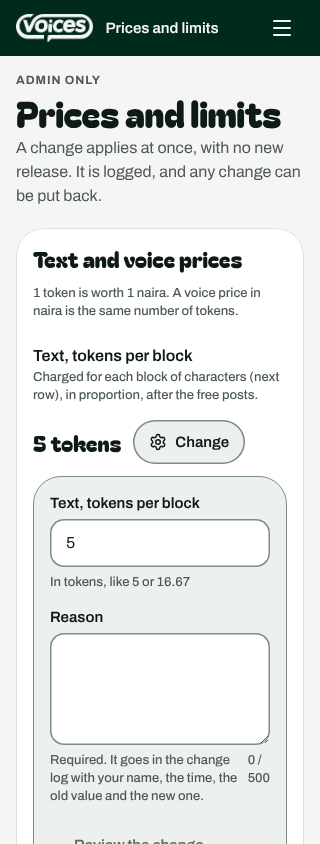 voices Prices and limits
ADMIN ONLY
Prices and limits
A change applies at once, with no new
release. It is logged, and any change can
be put back.
Text and voice prices
1 token is worth 1 naira. A voice price in
naira is the same number of tokens.
Text, tokens per block
Charged for each block of characters (next
row), in proportion, after the free posts.
5 tokens Change
Text, tokens per block
5
In tokens, like 5 or 16.67
Reason
Required. It goes in the change 0 /
log with your name, the time, the 500
old value and the new one.
Review the change